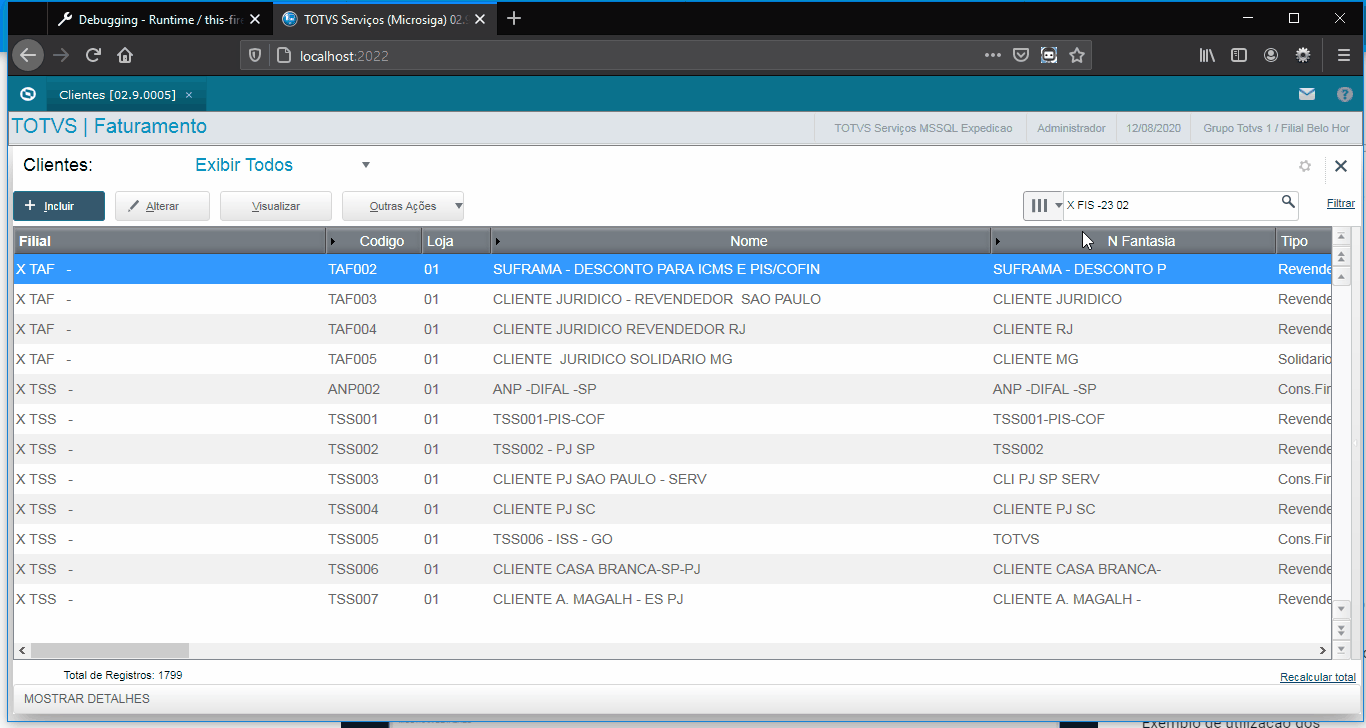 Debugging - Runtime / this-fire
TOTVS Serviços (Microsiga) 02.9
localhost:2022
Clientes [02.9.0005]
TOTVS | Faturamento
TOTVS Serviços MSSQL Expedicao
Administrador
12/08/2020
Grupo Totvs 1 / Filial Belo Hor
Clientes:
Exibir Todos
Incluir
Alterar
Visualizar
Outras Ações
X FIS -23 02
Filtrar
Filial Codigo Loja Nome N Fantasia Tipo
X TAF - TAF002 01 SUFRAMA - DESCONTO PARA ICMS E PIS/COFIN SUFRAMA - DESCONTO P Revende
X TAF - TAF003 01 CLIENTE JURIDICO - REVENDEDOR SAO PAULO CLIENTE JURIDICO Revende
X TAF - TAF004 01 CLIENTE JURIDICO REVENDEDOR RJ CLIENTE RJ Revende
X TAF - TAF005 01 CLIENTE JURIDICO SOLIDARIO MG CLIENTE MG Solidario
X TSS - ANP002 01 ANP -DIFAL -SP ANP -DIFAL -SP Cons.Fir
X TSS - TSS001 01 TSS001-PIS-COF TSS001-PIS-COF Revende
X TSS - TSS002 01 TSS002 - PJ SP TSS002 Revende
X TSS - TSS003 01 CLIENTE PJ SAO PAULO - SERV CLI PJ SP SERV Cons.Fir
X TSS - TSS004 01 CLIENTE PJ SC CLIENTE PJ SC Revende
X TSS - TSS005 01 TSS006 - ISS - GO TOTVS Cons.Fir
X TSS - TSS006 01 CLIENTE CASA BRANCA-SP-PJ CLIENTE CASA BRANCA- Revende
X TSS - TSS007 01 CLIENTE A. MAGALH - ES PJ CLIENTE A. MAGALH - Revende
Total de Registros: 1799
Recalcular total
MOSTRAR DETALHES
Exemplo de utilização dos